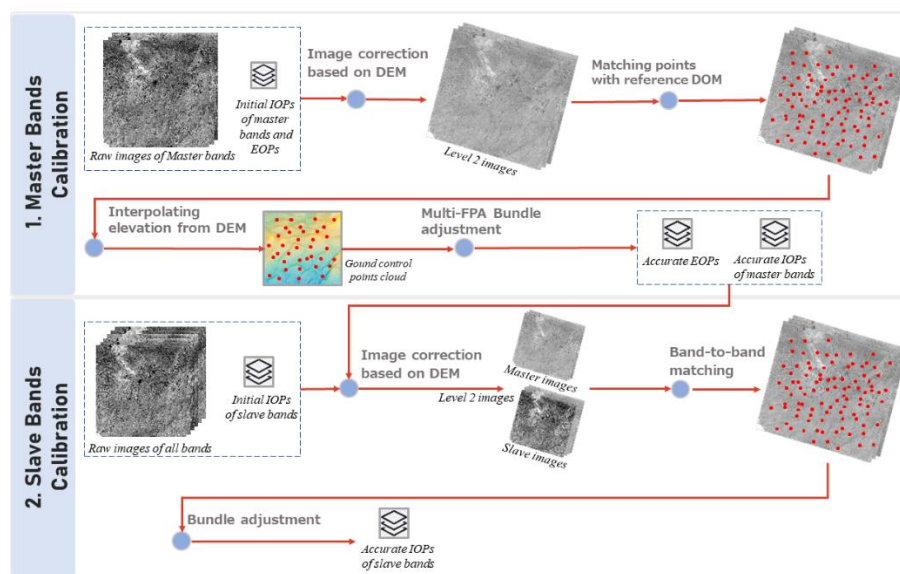 1. Master Bands
Calibration
Raw images of Master bands
Initial IOPs
of master
bands and
EOPs
Image correction
based on DEM
Level 2 images
Matching points
with reference DOM
Interpolating
elevation from DEM
Gound control
points cloud
Multi-FPA Bundle
adjustment
Accurate EOPs
Accurate IOPs
of master bands
2. Slave Bands
Calibration
Raw images of all bands
Initial IOPs
of slave bands
Image correction
based on DEM
Level 2 images
Master images
Slave images
Band-to-band
matching
Bundle adjustment
Accurate IOPs
of slave bands